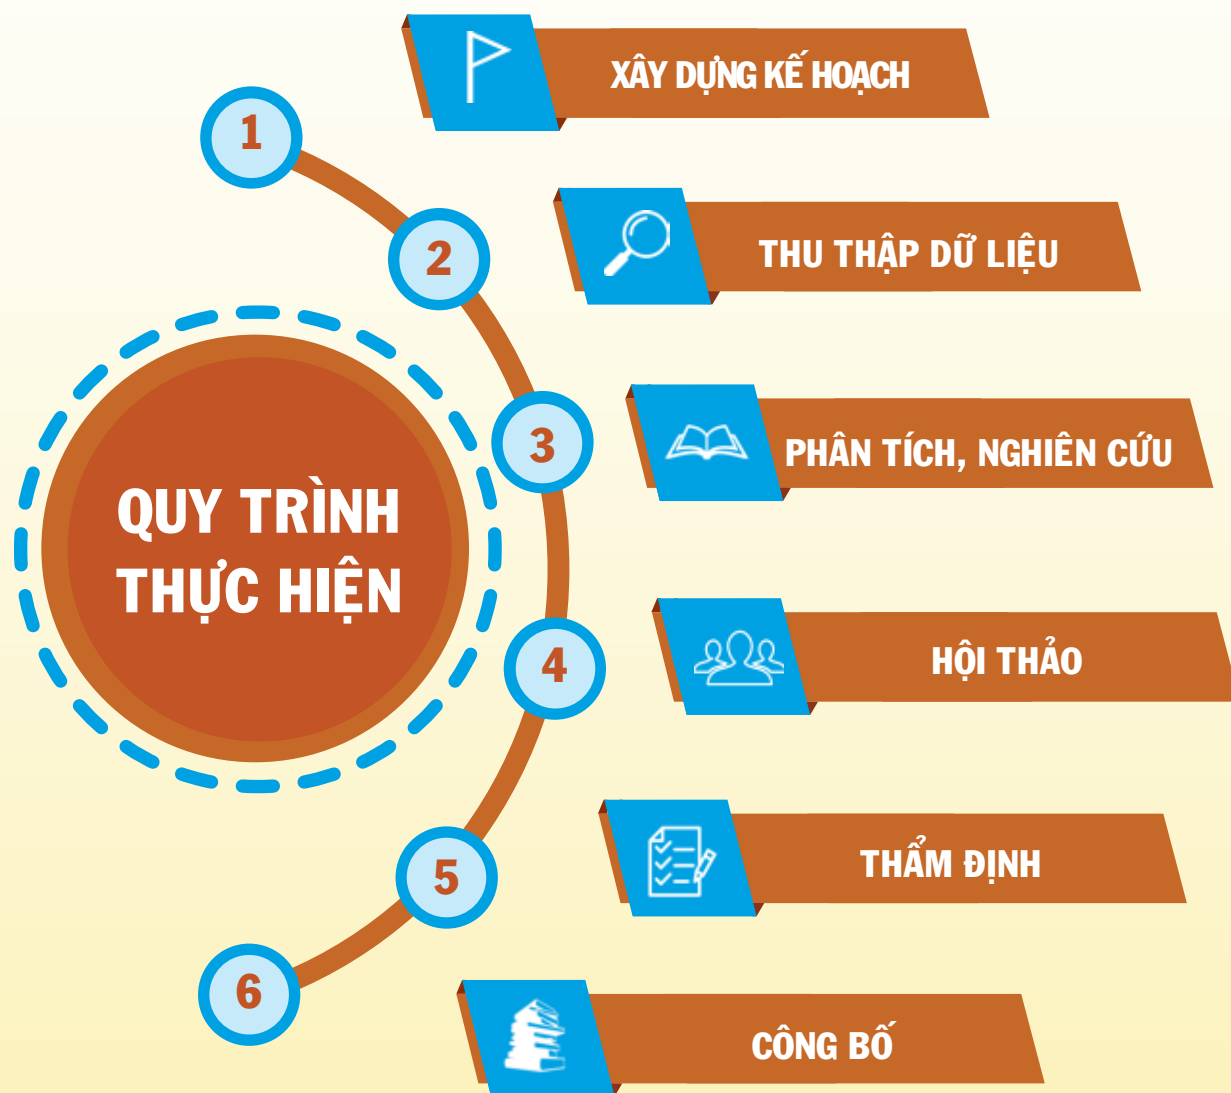 1
XÂY DỰNG KẾ HOẠCH
2
THU THẬP DỮ LIỆU
3
PHÂN TÍCH, NGHIÊN CỨU
QUY TRÌNH
THỰC HIỆN
4
HỘI THẢO
5
THẨM ĐỊNH
6
CÔNG BỐ